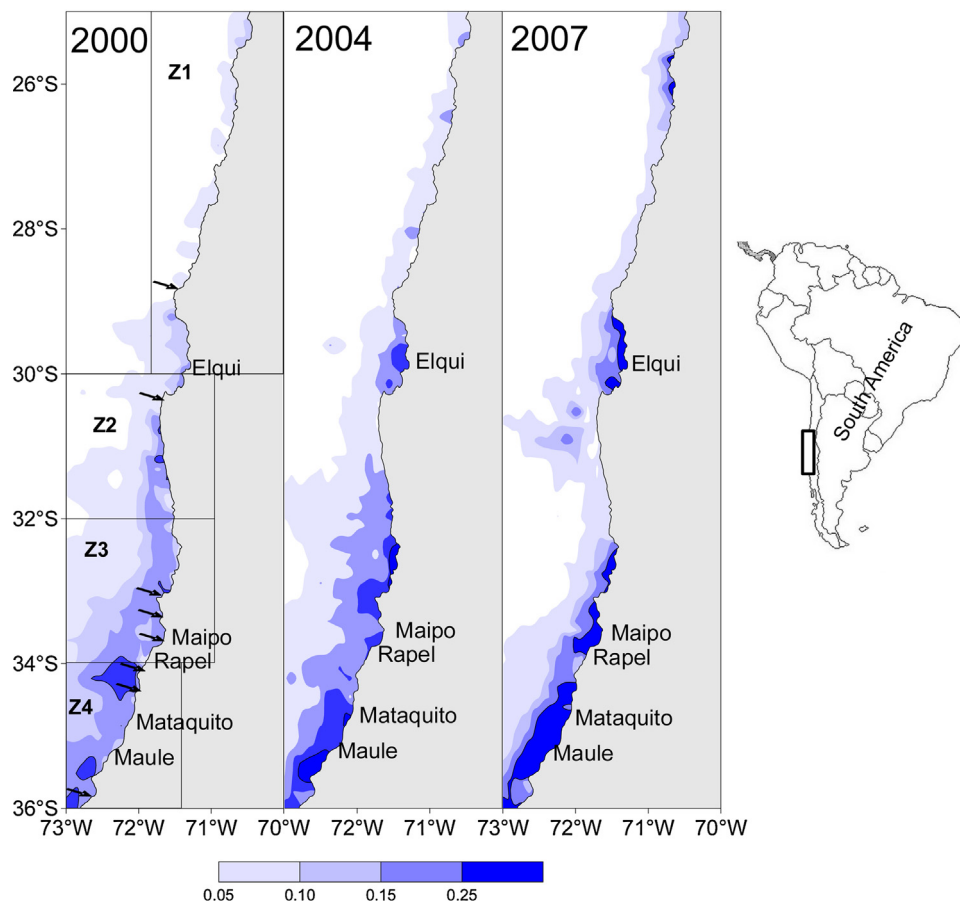 2000
2004
2007
Z1
26°S
28°S
Elqui
Elqui
Elqui
30°S
Z2
32°S
Z3
Maipo
Rapel
Maipo
Rapel
Maipo
Rapel
34°S
Z4
Mataquito
Maule
Mataquito
Maule
Mataquito
Maule
36°S
73°W
72°W
71°W
70°W
72°W
71°W
73°W
72°W
71°W
70°W
0.05
0.10
0.15
0.25
South America